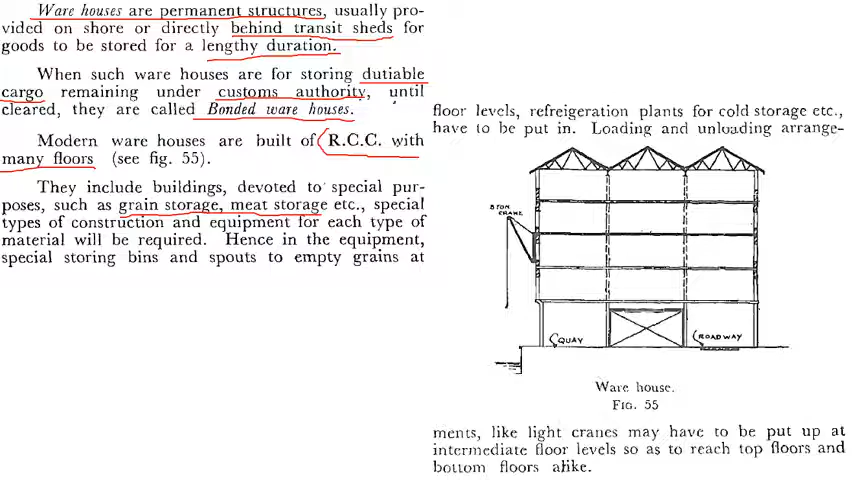 Ware houses are permanent structures, usually pro-
vided on shore or directly behind transit sheds for
goods to be stored for a lengthy duration.
When such ware houses are for storing dutiable
cargo remaining under customs authority, until
cleared, they are called Bonded ware houses.
Modern ware houses are built of R.C.C. with
many floors (see fig. 55).
They include buildings, devoted to special pur-
poses, such as grain storage, meat storage etc., special
types of construction and equipment for each type of
material will be required. Hence in the equipment,
special storing bins and spouts to empty grains at
floor levels, refreigeration plants for cold storage etc.,
have to be put in. Loading and unloading arrange-
8 TON
CRANE
QUAY
ROADWAY
Ware house.
FIG. 55
ments, like light cranes may have to be put up at
intermediate floor levels so as to reach top floors and
bottom floors alike.